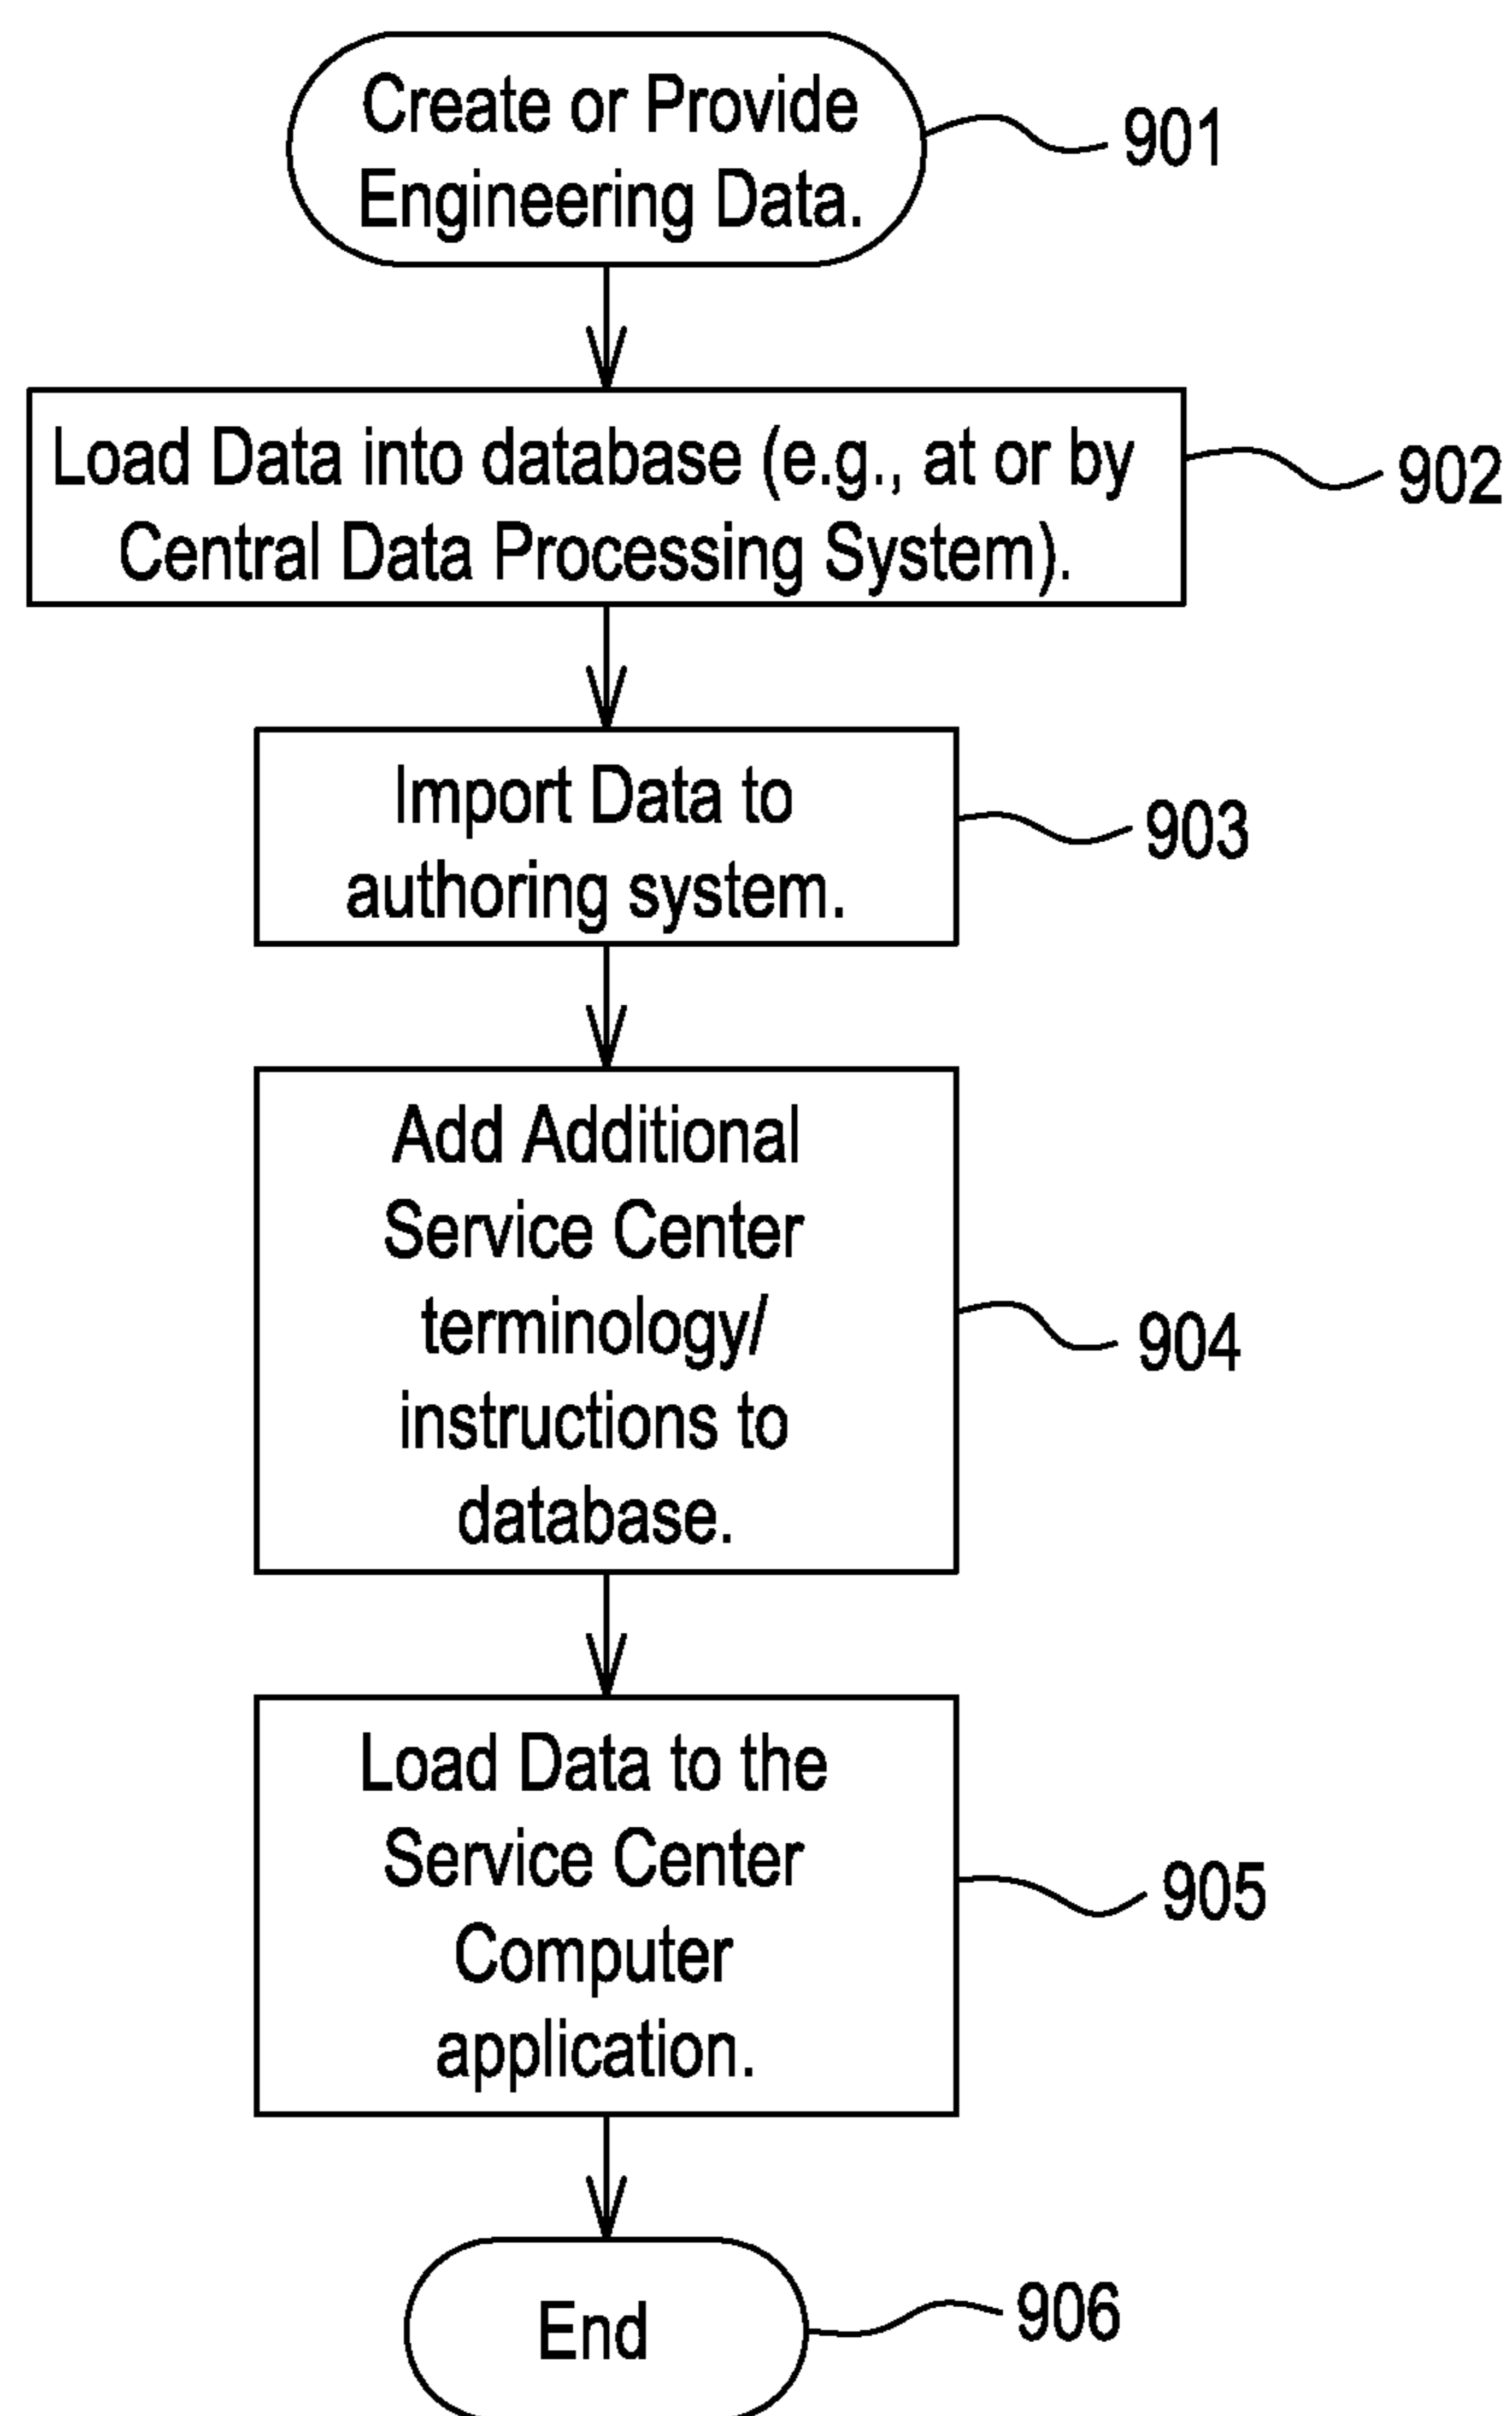 Create or Provide
Engineering Data.
901
Load Data into database (e.g., at or by
Central Data Processing System).
902
Import Data to
authoring system.
903
Add Additional
Service Center
terminology/
instructions to
database.
904
Load Data to the
Service Center
Computer
application.
905
End
906